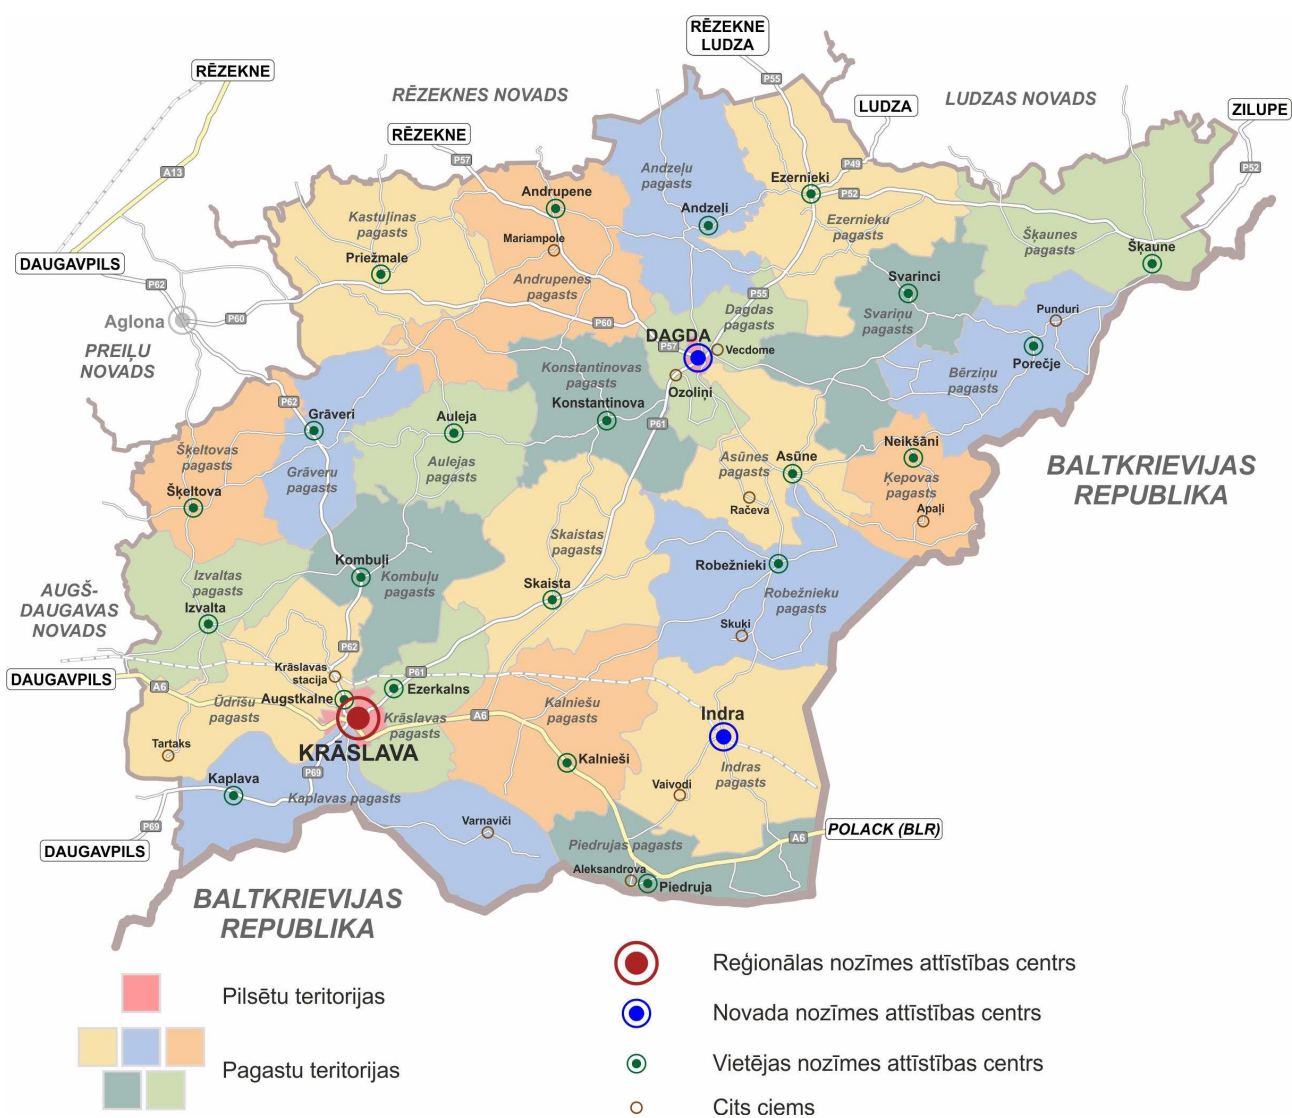 RĒZEKNE
LUDZA
P55
RĒZEKNE
RĒZEKNES NOVADS
LUDZAS NOVADS
LUDZA
ZILUPE
RĒZEKNE
P57
P49
P52
A13
Andzeļu
pagasts
Ezernieki
P52
Andrupene
Andzeļi
Kastuļinas
pagasts
Ezernieku
pagasts
Šķaunes
pagasts
Šķaune
Mariampole
Priežmale
DAUGAVPILS
P62
Andrupenes
pagasts
Svarinci
P55
Punduri
Dagdas
pagasts
Svariņu
pagasts
Aglona
P60
P60
DAGDA
P57
Vecdome
PREIĻU
NOVADS
Porečje
Bērziņu
pagasts
Konstantinovas
pagasts
Ozoliņi
Konstantinova
P62
Grāveri
Auleja
P61
Neikšāni
Šķeltovas
pagasts
Aulejas
pagasts
Asūnes
pagasts
Asūne
Grāveru
pagasts
Ķepovas
pagasts
BALTKRIEVIJAS
REPUBLIKA
Šķeltova
Račeva
Apaļi
Skaistas
pagasts
Kombuļi
Robežnieki
Izvaltas
pagasts
Kombuļu
pagasts
Skaista
Robežnieku
pagasts
AUGŠ-
DAUGAVAS
NOVADS
Izvalta
Skuķi
P62
Krāslavas
stacija
P61
DAUGAVPILS
A6
Augstkalne
Ezerkalns
Ūdrīšu
pagasts
Kalniešu
pagasts
Krāslavas
pagasts
A6
Indra
Tartaks
KRĀSLAVA
Kalnieši
Indras
pagasts
P69
Kaplava
Vaivodi
Kaplavas pagasts
P69
Varnaviči
A6
POLACK (BLR)
DAUGAVPILS
Piedrujas pagasts
Aleksandrova
Piedruja
BALTKRIEVIJAS
REPUBLIKA
Pilsētu teritorijas
Pagastu teritorijas
Reģionālas nozīmes attīstības centrs
Novada nozīmes attīstības centrs
Vietējas nozīmes attīstības centrs
Cits ciems